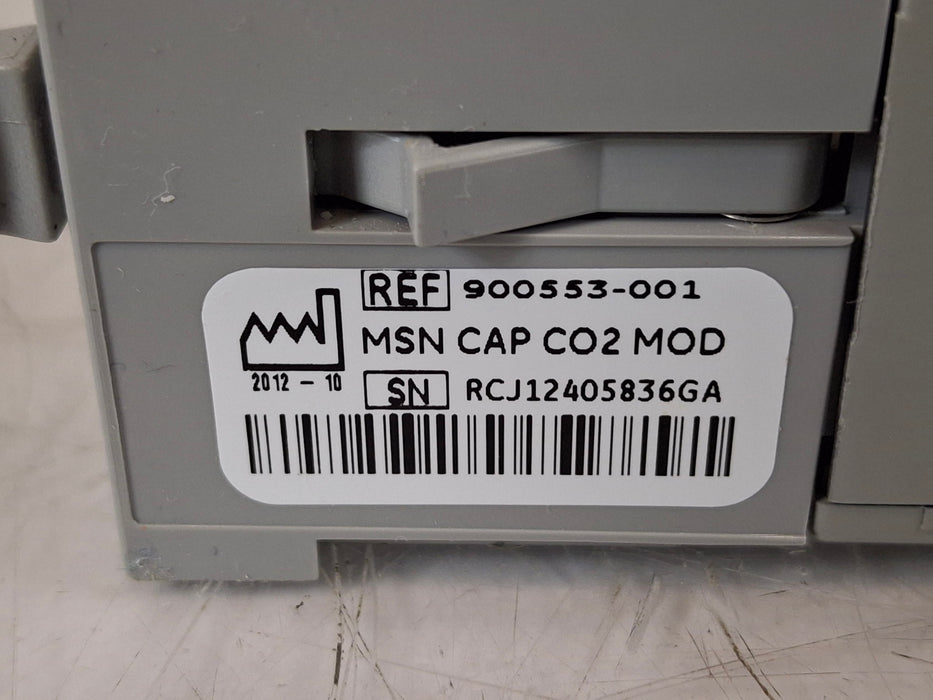 REF 900553-001
MSN CAP CO2 MOD
2012 - 10
SN RCJ12405836GA